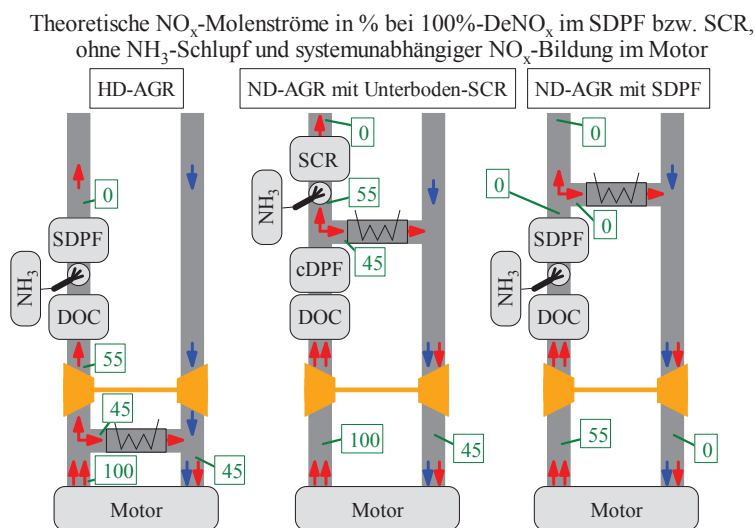 Theoretische NOx-Molenströme in % bei 100%-DeNOx im SDPF bzw. SCR,
ohne NH3-Schlupf und systemunabhängiger NOx-Bildung im Motor
HD-AGR
0
SDPF
NH3
DOC
55
45
100
45
Motor
ND-AGR mit Unterboden-SCR
0
SCR
NH3
55
45
cDPF
DOC
100
45
Motor
ND-AGR mit SDPF
0
0
0
SDPF
NH3
DOC
55
0
Motor